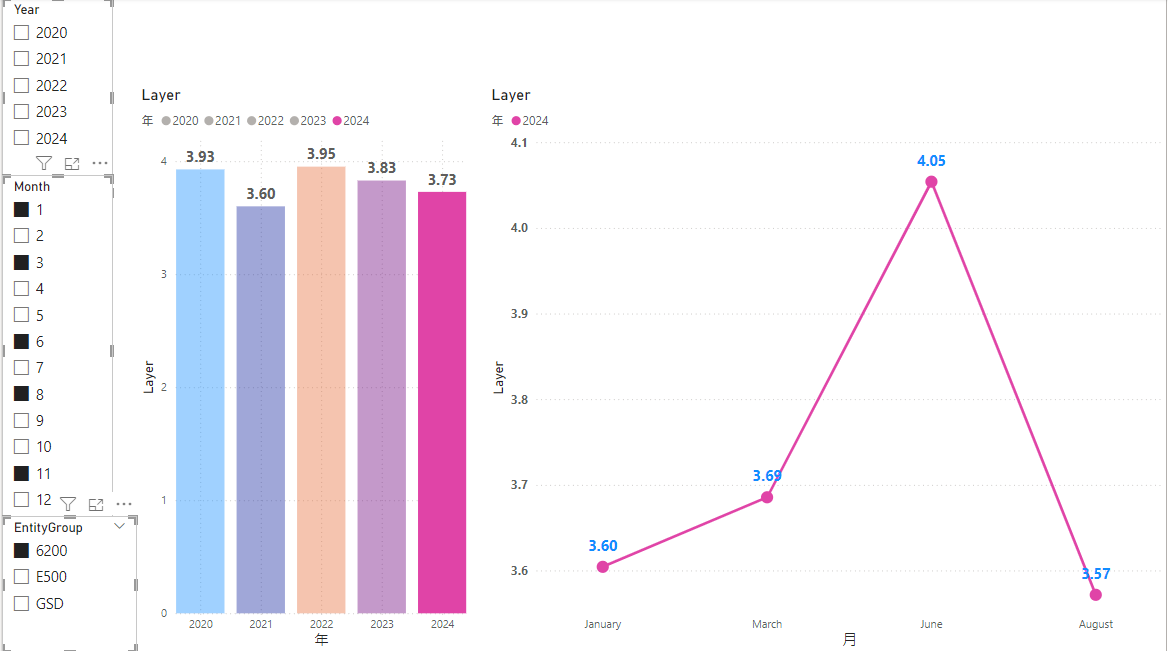 Year
2020
2021
2022
2023
2024
Month
1
2
3
4
5
6
7
8
9
10
11
12
EntityGroup
6200
E500
GSD
Layer
年 2020 2021 2022 2023 2024
Layer
4
3
2
1
0
3.93
3.60
3.95
3.83
3.73
2020 2021 2022 2023 2024
年
Layer
年 2024
Layer
4.1
4.0
3.9
3.8
3.7
3.6
3.60
3.69
4.05
3.57
January March June August
月